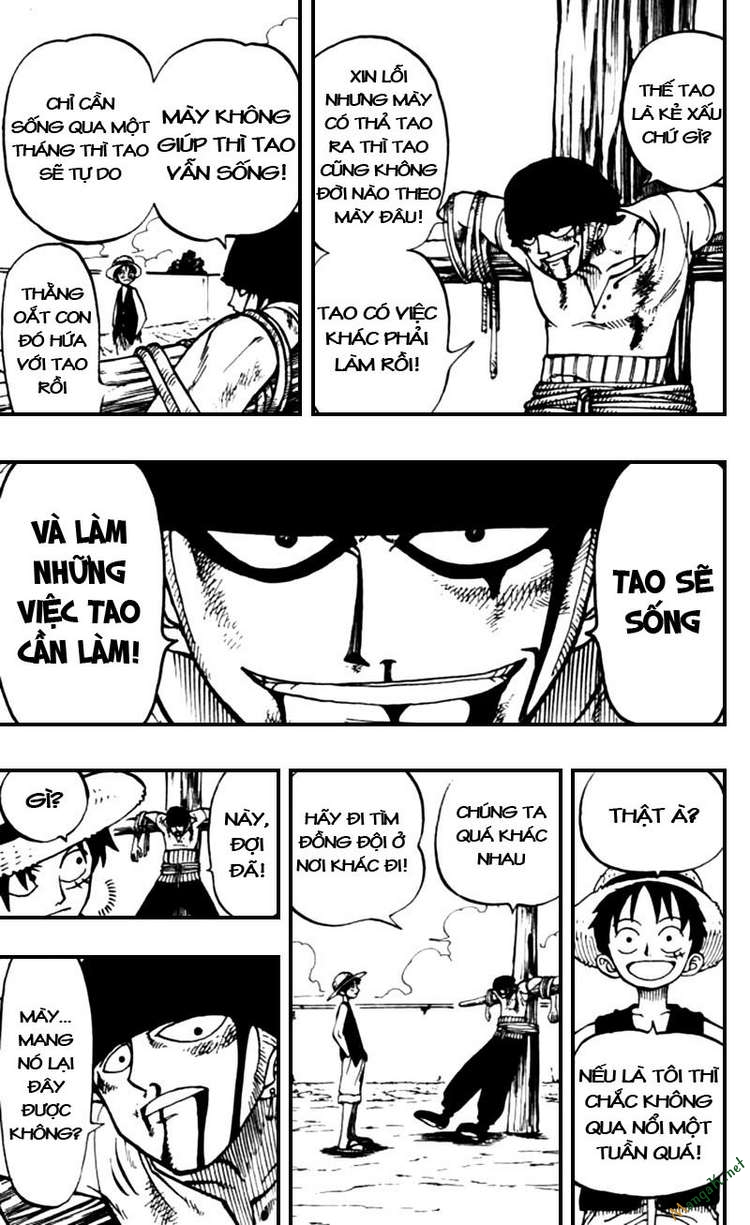 THẾ TAO
LÀ KẺ XẤU
CHỨ GÌ?
XIN LỖI
NHƯNG MÀY
CÓ THẢ TAO
RA THÌ TAO
CŨNG KHÔNG
ĐỜI NÀO THEO
MÀY ĐÂU!
TAO CÓ VIỆC
KHÁC PHẢI
LÀM RỒI!
MÀY KHÔNG
GIÚP THÌ TAO
VẪN SỐNG!
CHỈ CẦN
SỐNG QUA MỘT
THÁNG THÌ TAO
SẼ TỰ DO
THẰNG
OẮT CON
ĐÓ HỨA
VỚI TAO
RỒI
TAO SẼ
SỐNG
VÀ LÀM
NHỮNG
VIỆC TAO
CẦN LÀM!
THẬT À?
NẾU LÀ TÔI THÌ
CHẮC KHÔNG
QUA NỔI MỘT
TUẦN QUÁ!
CHÚNG TA
QUÁ KHÁC
NHAU
HÃY ĐI TÌM
ĐỒNG ĐỘI Ở
NƠI KHÁC ĐI!
NÀY,
ĐỢI
ĐÃ!
GÌ?
MÀY...
MANG
NÓ LẠI
ĐÂY
ĐƯỢC
KHÔNG?